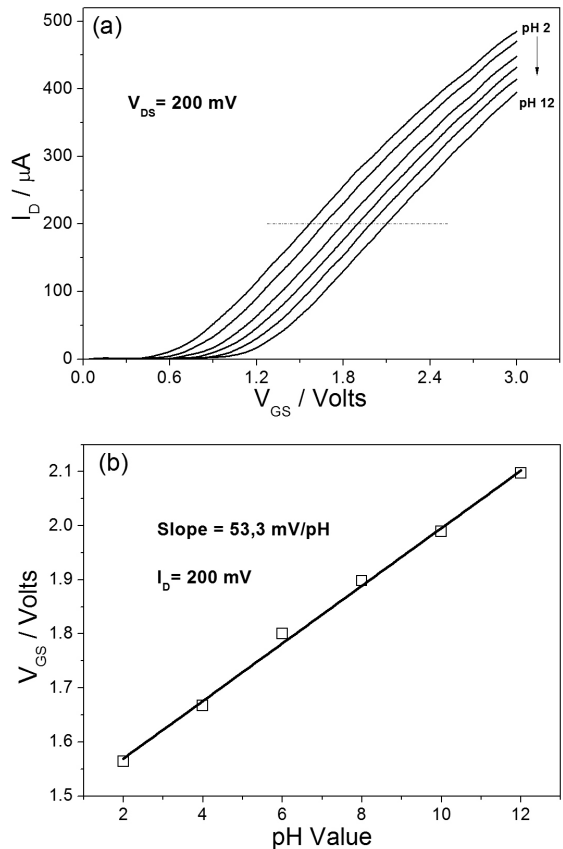 (a)
pH 2
V_DS = 200 mV
pH 12
500
400
300
200
100
0
I_D / μA
0.0 0.6 1.2 1.8 2.4 3.0
V_GS / Volts
(b)
Slope = 53,3 mV/pH
I_D= 200 mV
2.1
2.0
1.9
1.8
1.7
1.6
1.5
V_GS / Volts
2 4 6 8 10 12
pH Value